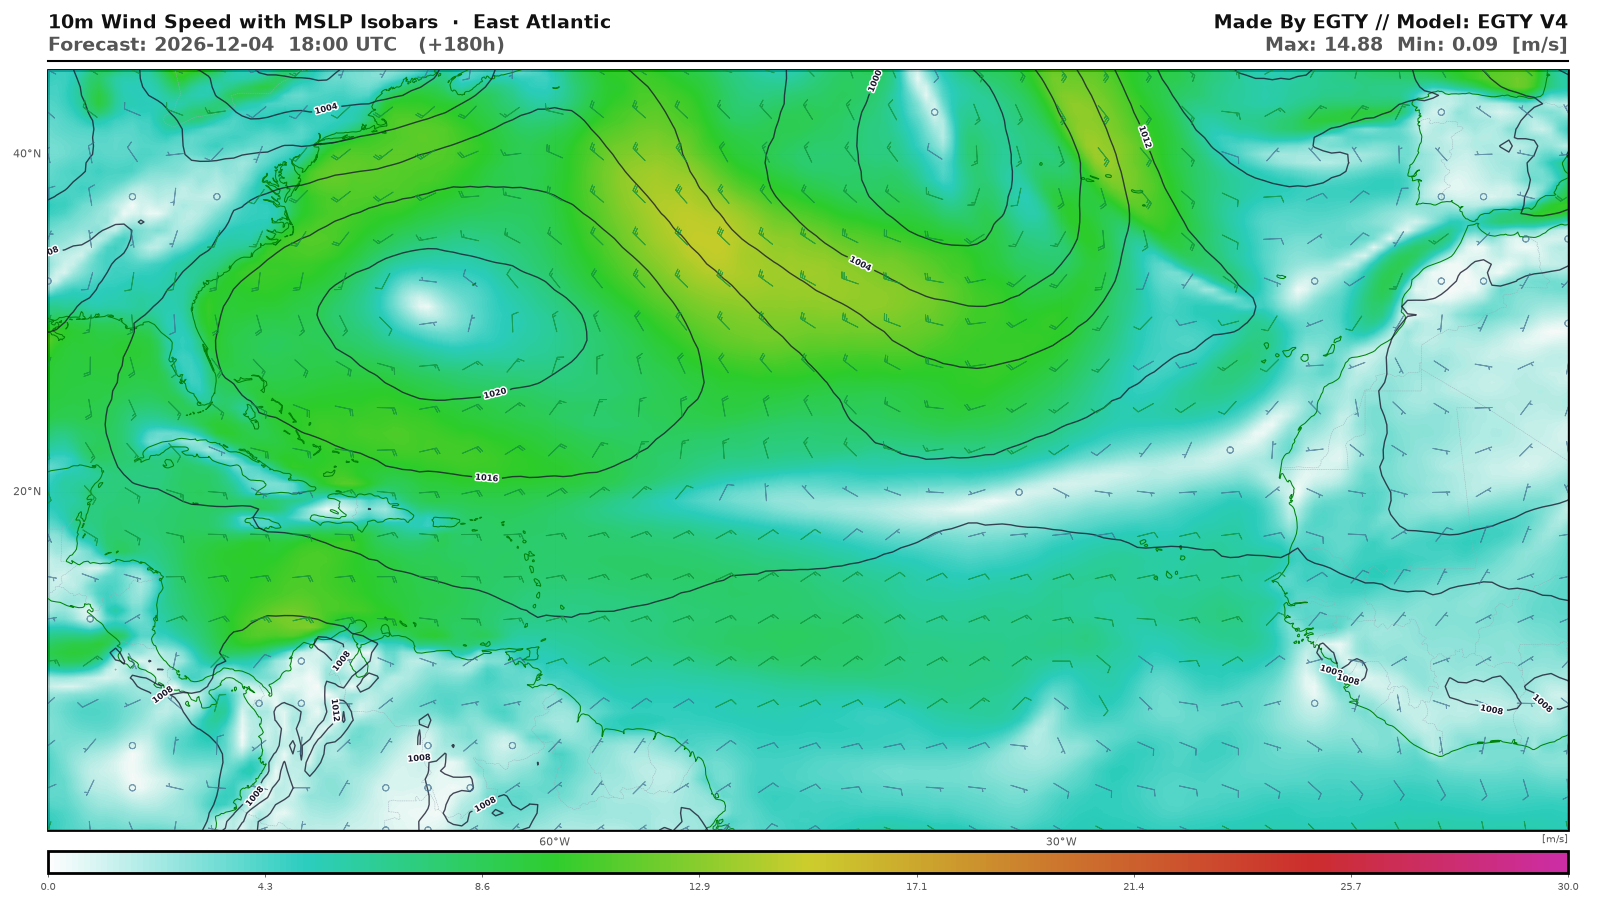 10m Wind Speed with MSLP Isobars · East Atlantic
Made By EGTY // Model: EGTY V4
Forecast: 2026-12-04 18:00 UTC (+180h)
Max: 14.88 Min: 0.09 [m/s]
1000
1004
1012
40°N
08
1004
1020
1016
20°N
1008
1008
1008
1008
1012
1008
1008
1008
1008
1008
60°W
30°W
[m/s]
0.0 4.3 8.6 12.9 17.1 21.4 25.7 30.0